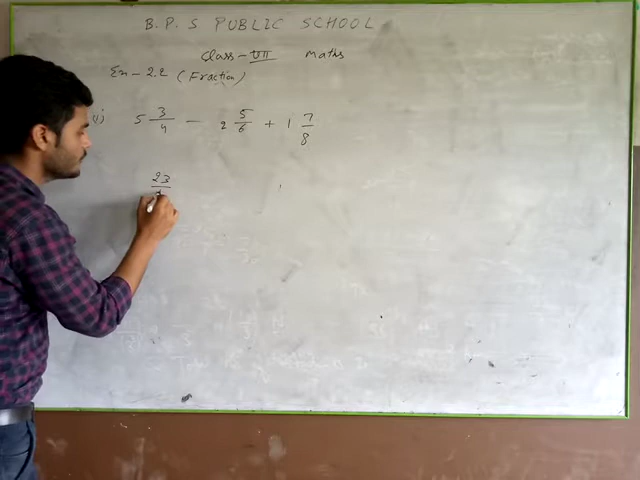 B. P. S PUBLIC SCHOOL
Class - VII Maths
Ex - 2.2 (Fraction)
5 3/4 - 2 5/6 + 1 7/8
23